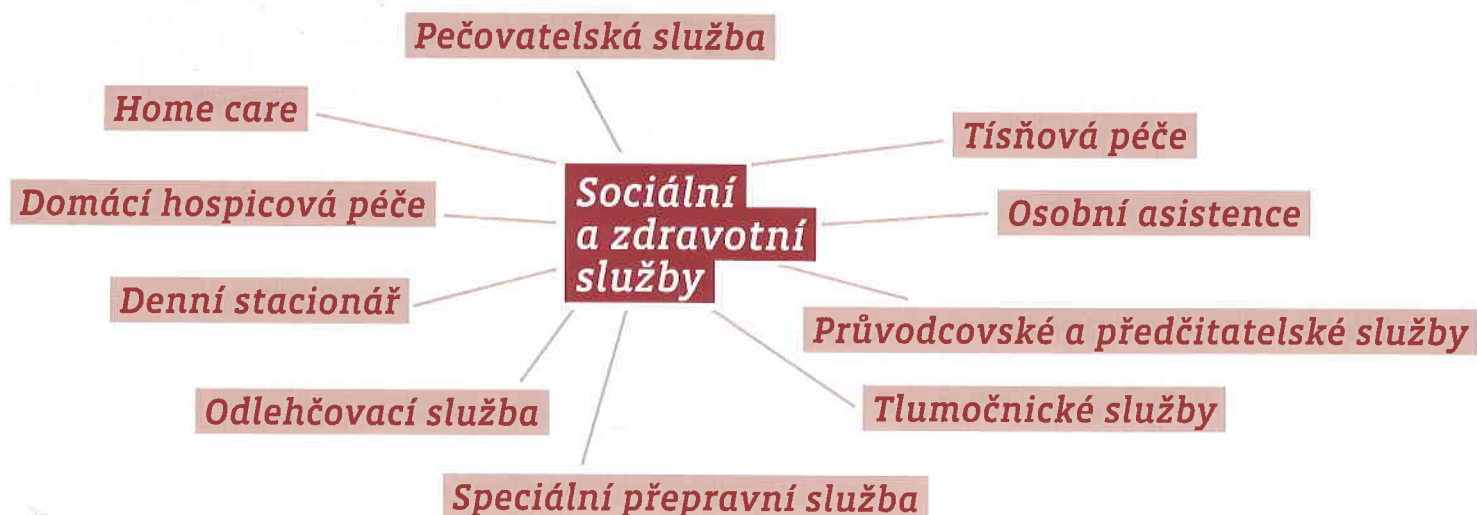 Pečovatelská služba
Home care
Tísňová péče
Sociální
a zdravotní
služby
Domácí hospicová péče
Osobní asistence
Denní stacionář
Průvodcovské a předčitatelské služby
Odlehčovací služba
Tlumočnické služby
Speciální přepravní služba